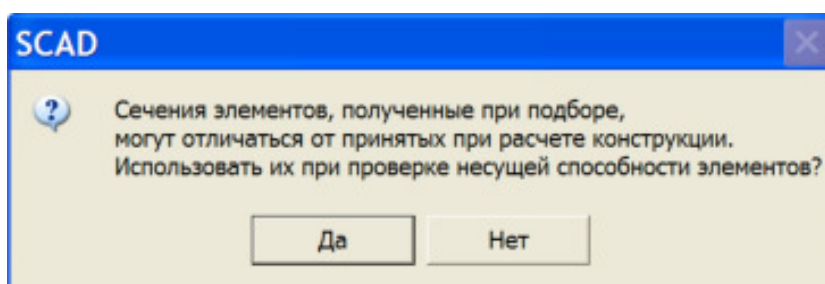 SCAD
Сечения элементов, полученные при подборе,
могут отличаться от принятых при расчете конструкции.
Использовать их при проверке несущей способности элементов?
Да
Нет